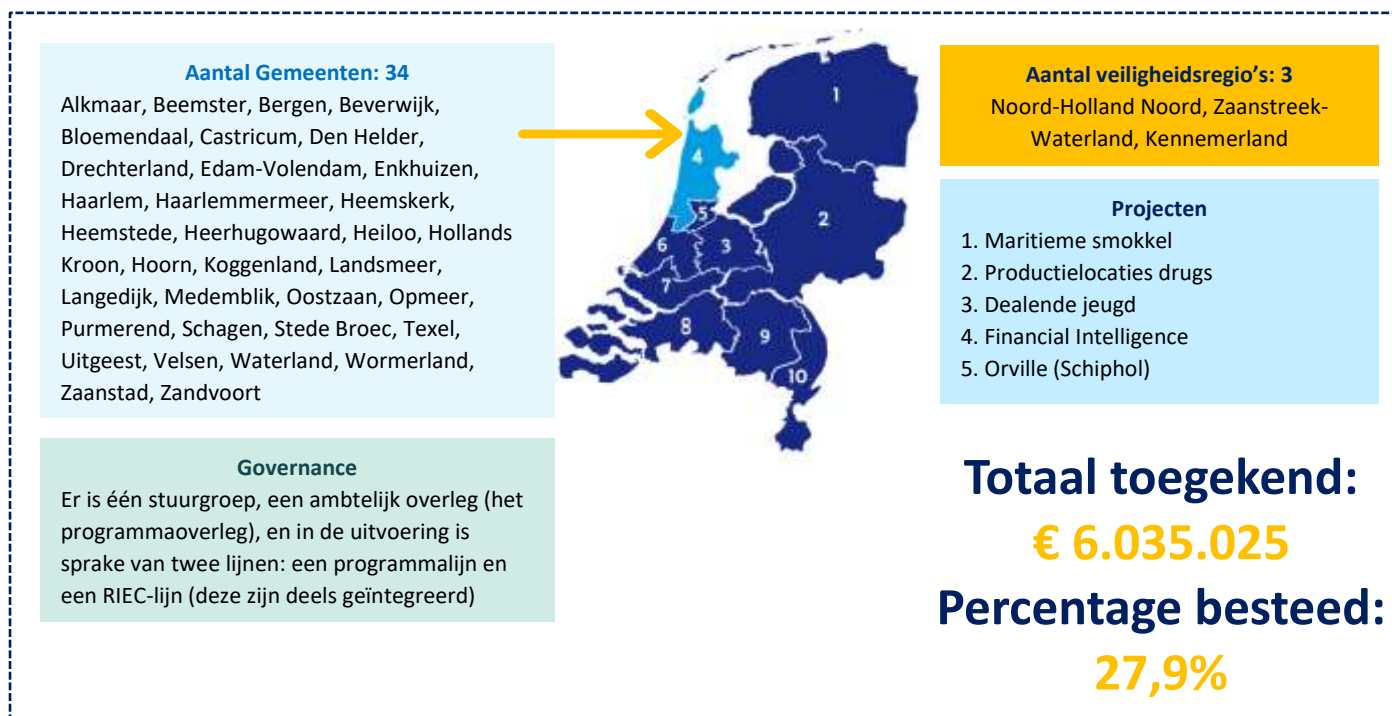 Aantal Gemeenten: 34
Alkmaar, Beemster, Bergen, Beverwijk,
Bloemendaal, Castricum, Den Helder,
Drechterland, Edam-Volendam, Enkhuizen,
Haarlem, Haarlemmermeer, Heemskerk,
Heemstede, Heerhugowaard, Heiloo, Hollands
Kroon, Hoorn, Koggenland, Landsmeer,
Langedijk, Medemblik, Oostzaan, Opmeer,
Purmerend, Schagen, Stede Broec, Texel,
Uitgeest, Velsen, Waterland, Wormerland,
Zaanstad, Zandvoort
Governance
Er is één stuurgroep, een ambtelijk overleg (het
programmaoverleg), en in de uitvoering is
sprake van twee lijnen: een programmalijn en
een RIEC-lijn (deze zijn deels geïntegreerd)
1
4
5
2
6
3
7
8
9
10
Aantal veiligheidsregio's: 3
Noord-Holland Noord, Zaanstreek-
Waterland, Kennemerland
Projecten
1. Maritieme smokkel
2. Productielocaties drugs
3. Dealende jeugd
4. Financial Intelligence
5. Orville (Schiphol)
Totaal toegekend:
€ 6.035.025
Percentage besteed:
27,9%